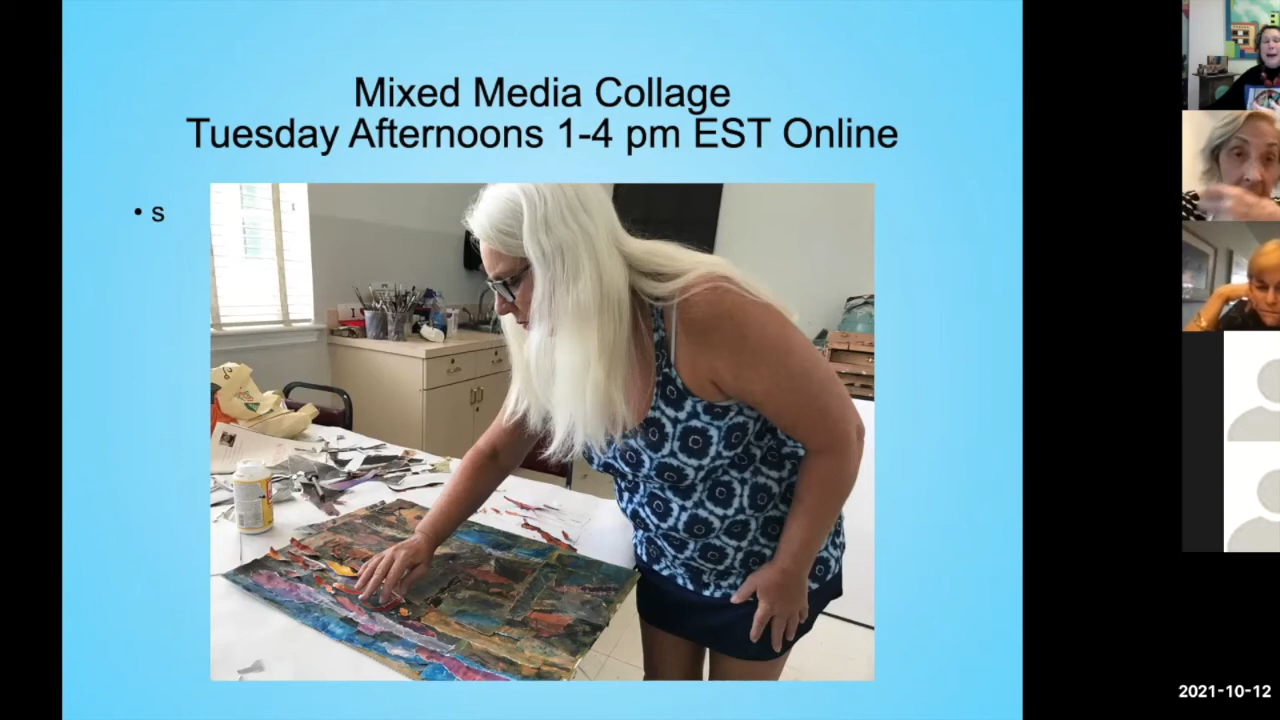 Mixed Media Collage
Tuesday Afternoons 1-4 pm EST Online
• s
2021-10-12